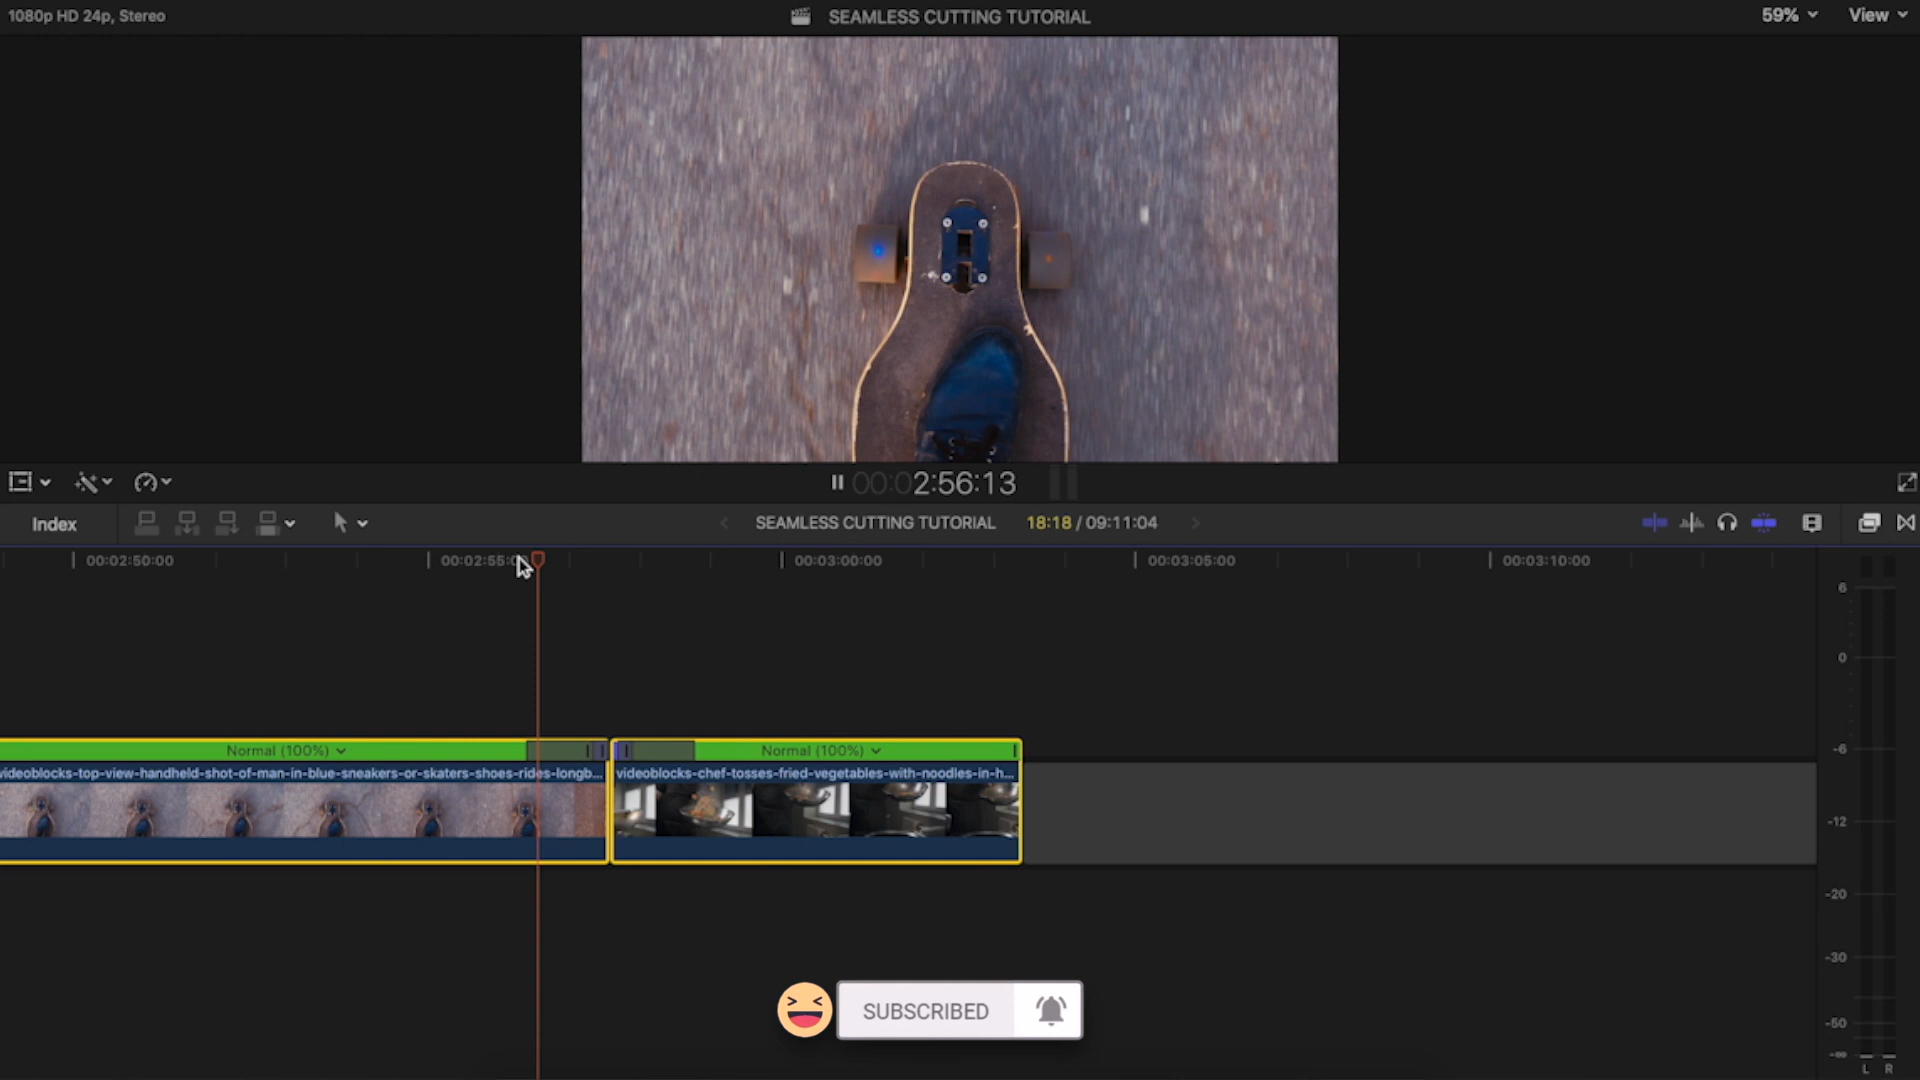 1080p HD 24p, Stereo
SEAMLESS CUTTING TUTORIAL
59%
View
00:02:56:13
Index
SEAMLESS CUTTING TUTORIAL
18:18 / 09:11:04
00:02:50:00
00:02:55:0
00:03:00:00
00:03:05:00
00:03:10:00
6
0
-6
-12
-20
-30
-50
-∞
L R
Normal (100%)
Normal (100%)
videoblocks-top-view-handheld-shot-of-man-in-blue-sneakers-or-skaters-shoes-rides-longb...
videoblocks-chef-tosses-fried-vegetables-with-noodles-in-h...
SUBSCRIBED